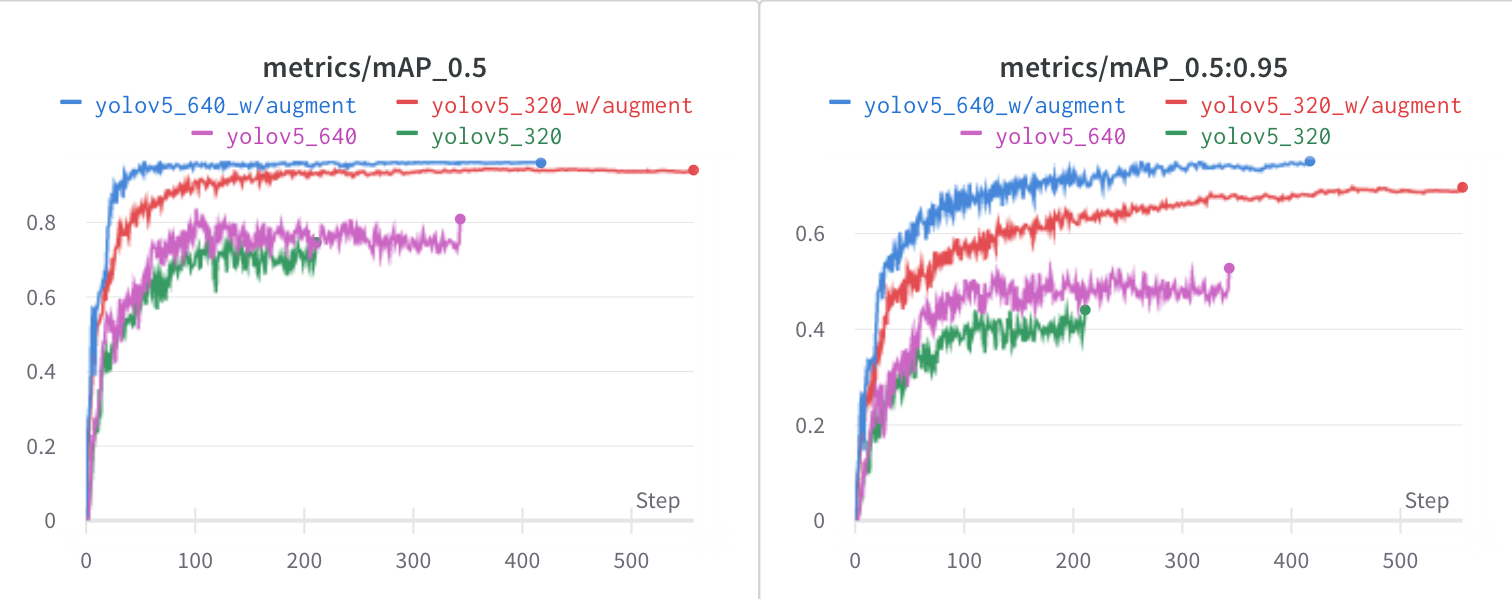 metrics/mAP_0.5
yolov5_640_w/augment yolov5_320_w/augment
yolov5_640 yolov5_320
0.8
0.6
0.4
0.2
0
Step
0 100 200 300 400 500
metrics/mAP_0.5:0.95
yolov5_640_w/augment yolov5_320_w/augment
yolov5_640 yolov5_320
0.6
0.4
0.2
0
Step
0 100 200 300 400 500